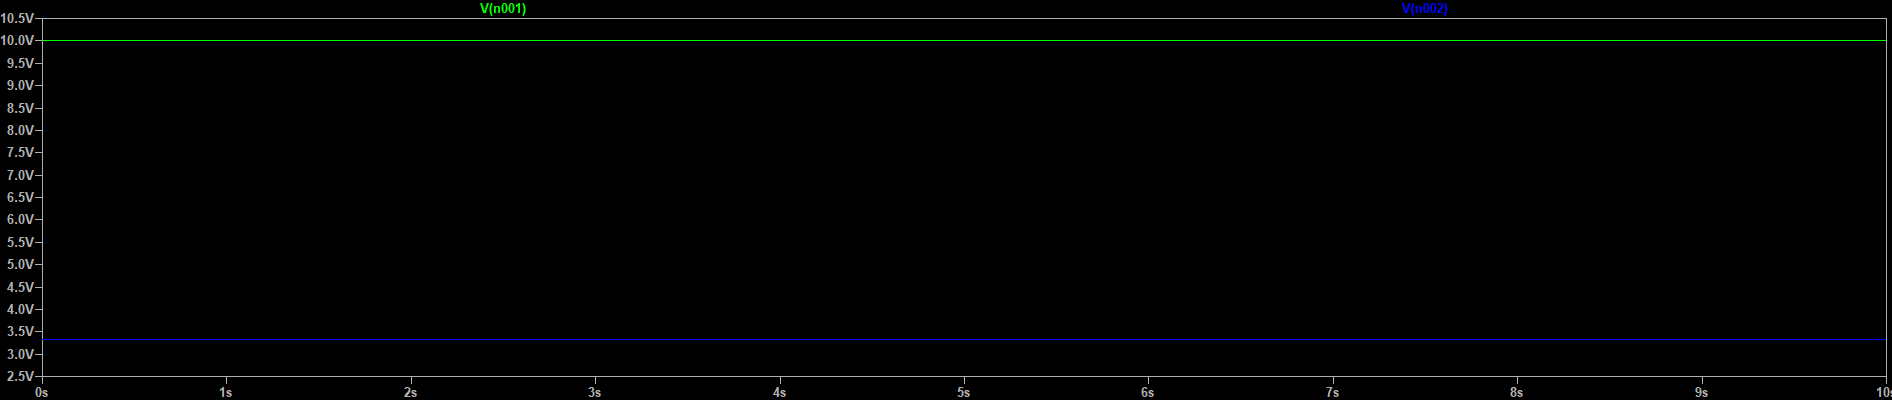 V(n001) V(n002)
10.5V
10.0V
9.5V
9.0V
8.5V
8.0V
7.5V
7.0V
6.5V
6.0V
5.5V
5.0V
4.5V
4.0V
3.5V
3.0V
2.5V
0s 1s 2s 3s 4s 5s 6s 7s 8s 9s 10s